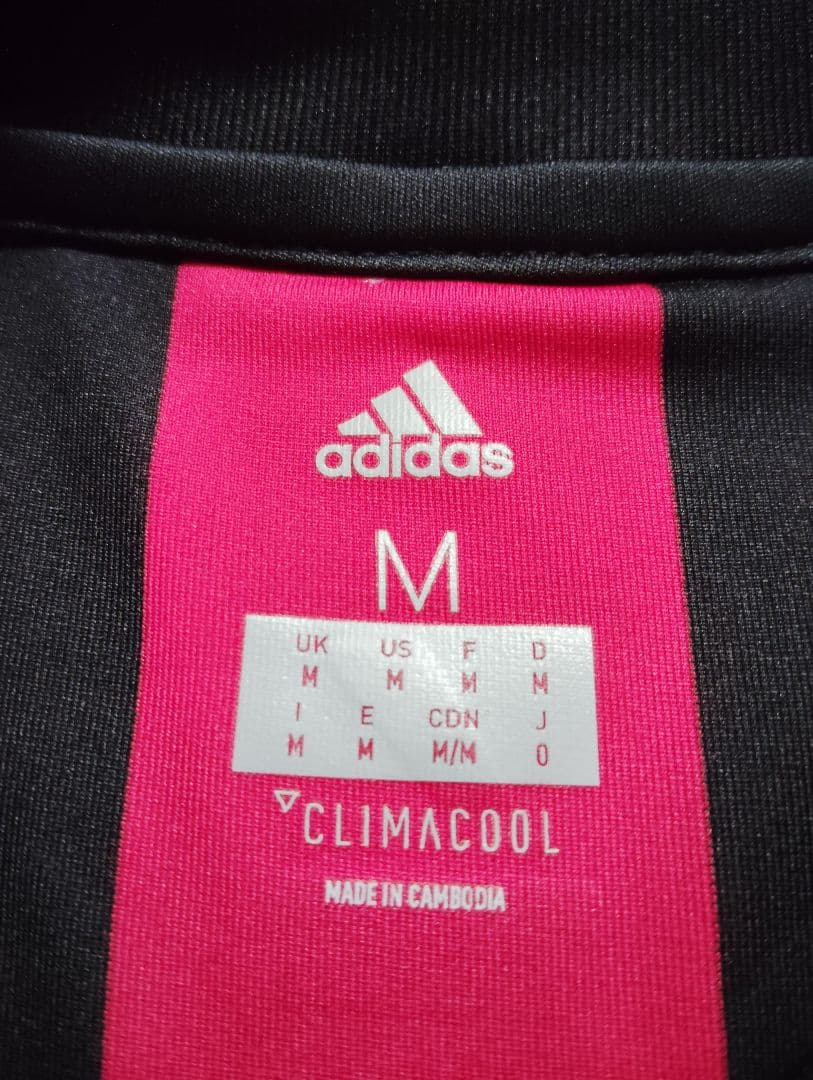 adidas
M
UK US F D
M M M M
I E CDN J
M M M/M O
CLIMACOOL
MADE IN CAMBODIA